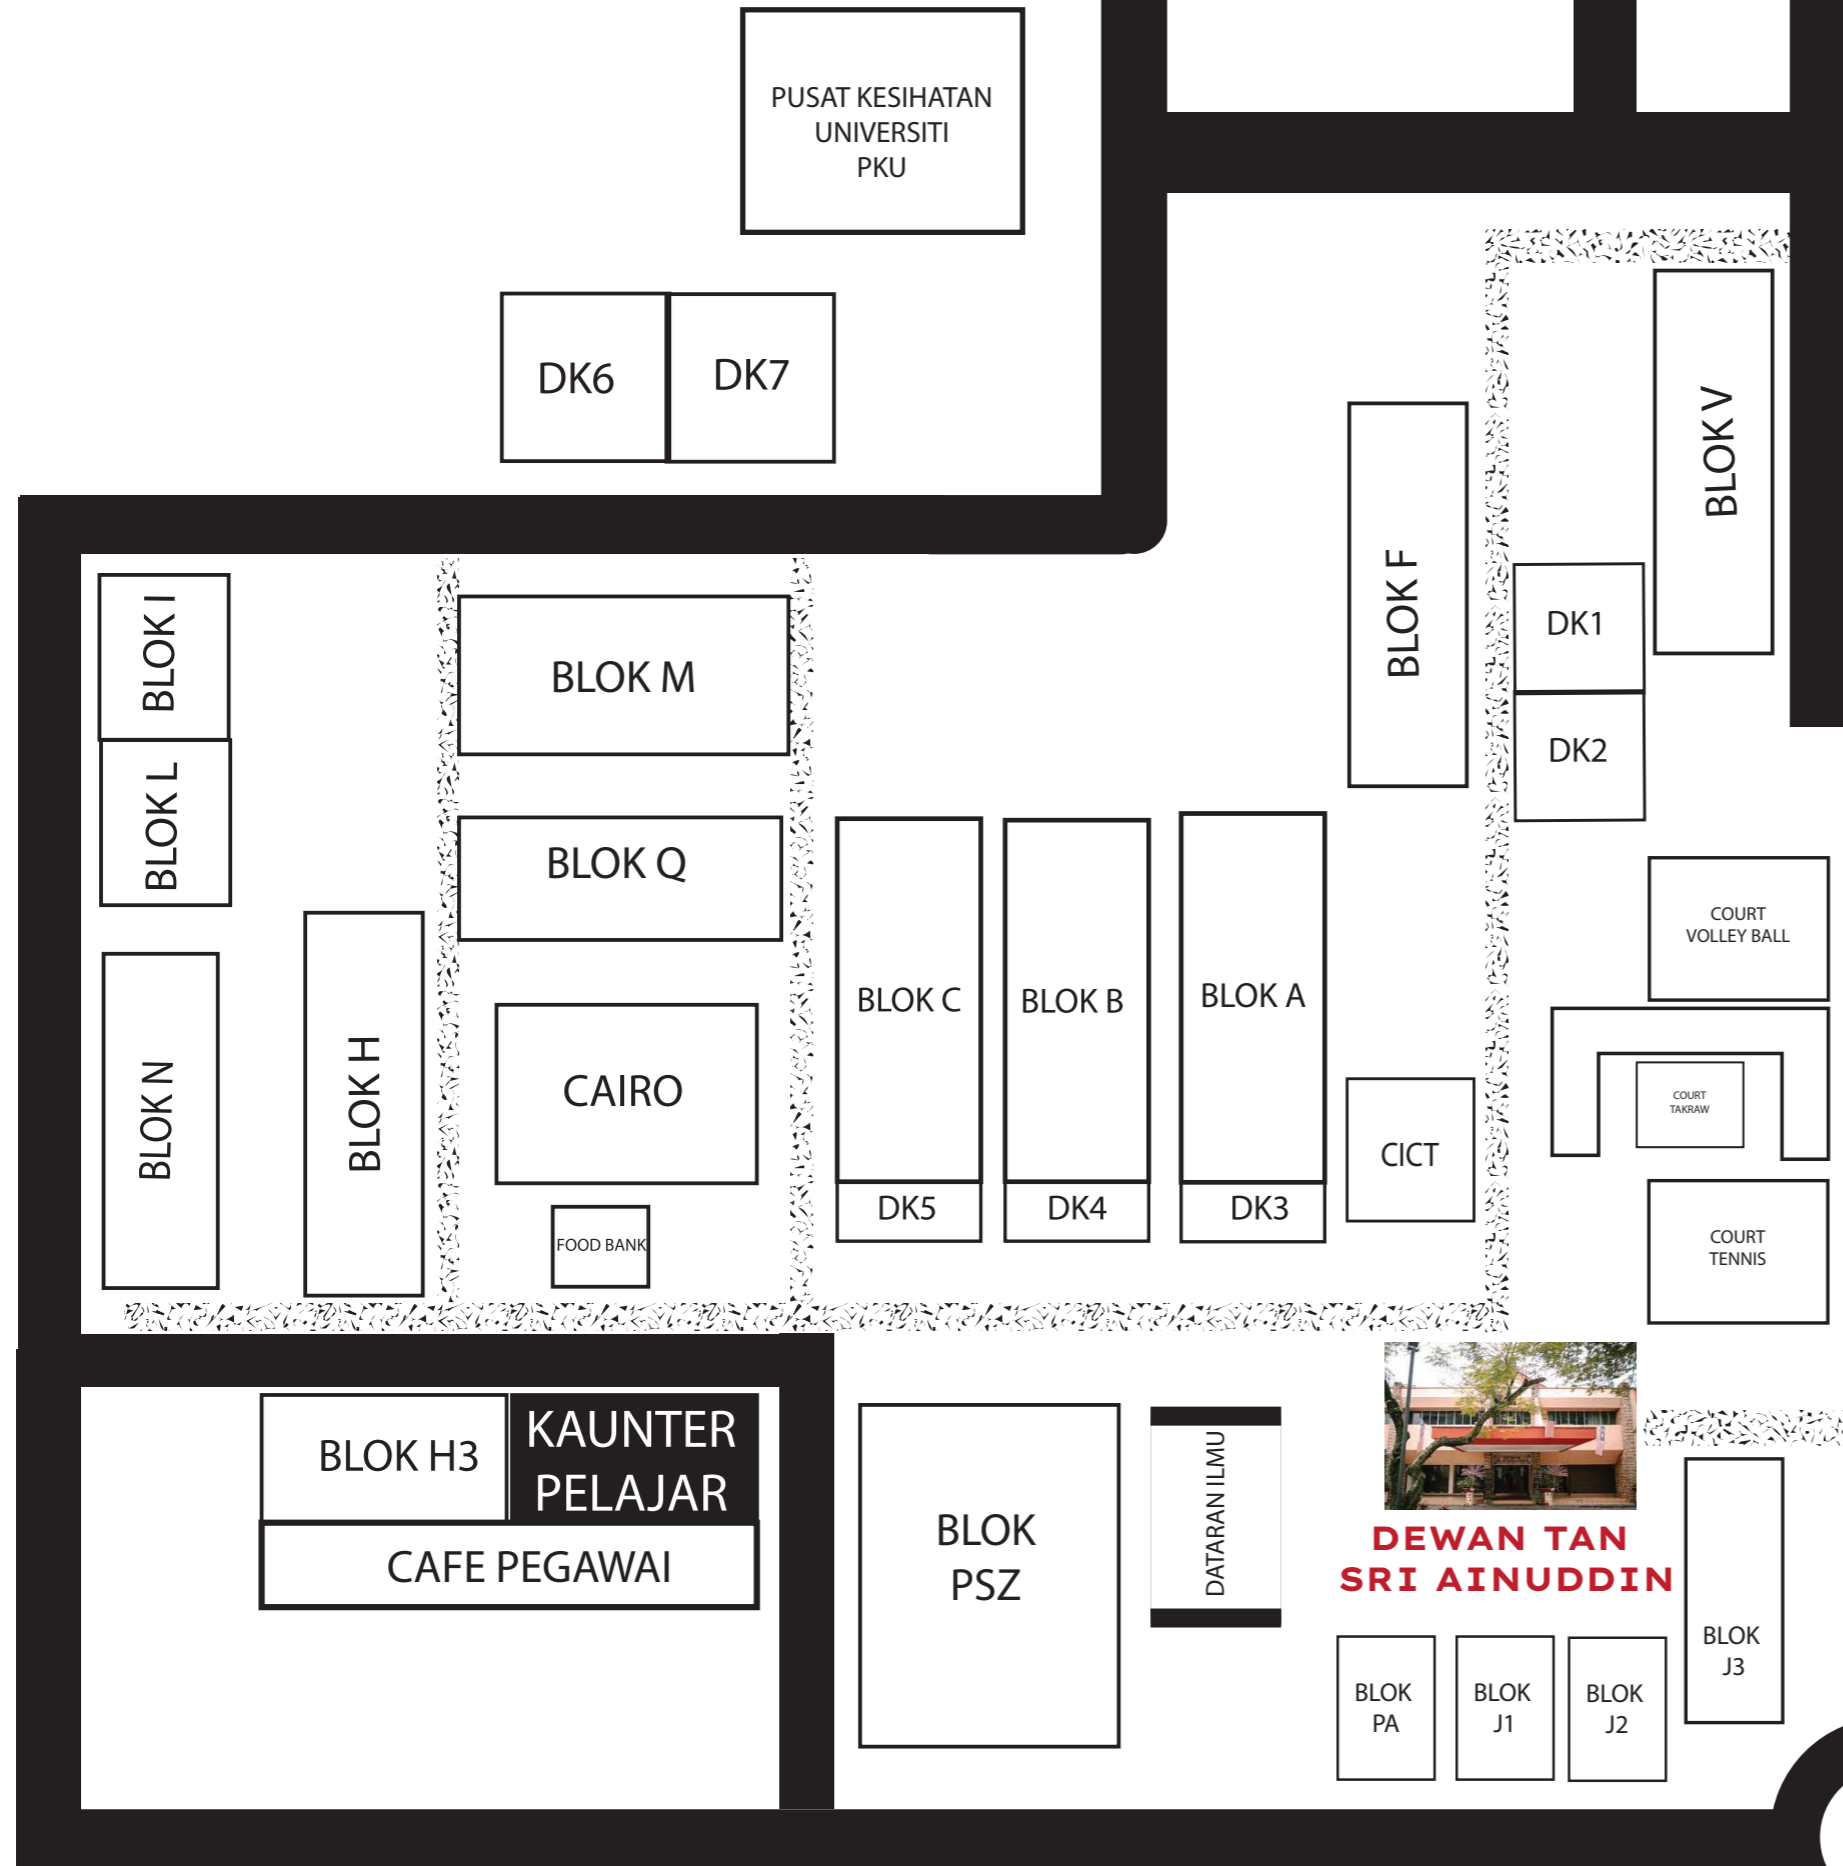 PUSAT KESIHATAN
UNIVERSITI
PKU
DK6
DK7
BLOK V
BLOK F
DK1
DK2
BLOK I
BLOK L
BLOK M
BLOK Q
BLOK N
BLOK H
CAIRO
FOOD BANK
BLOK C
BLOK B
BLOK A
DK5
DK4
DK3
CICT
COURT
VOLLEY BALL
COURT
TAKRAW
COURT
TENNIS
BLOK H3
KAUNTER
PELAJAR
CAFE PEGAWAI
BLOK
PSZ
DATARAN ILMU
DEWAN TAN
SRI AINUDDIN
BLOK
PA
BLOK
J1
BLOK
J2
BLOK
J3